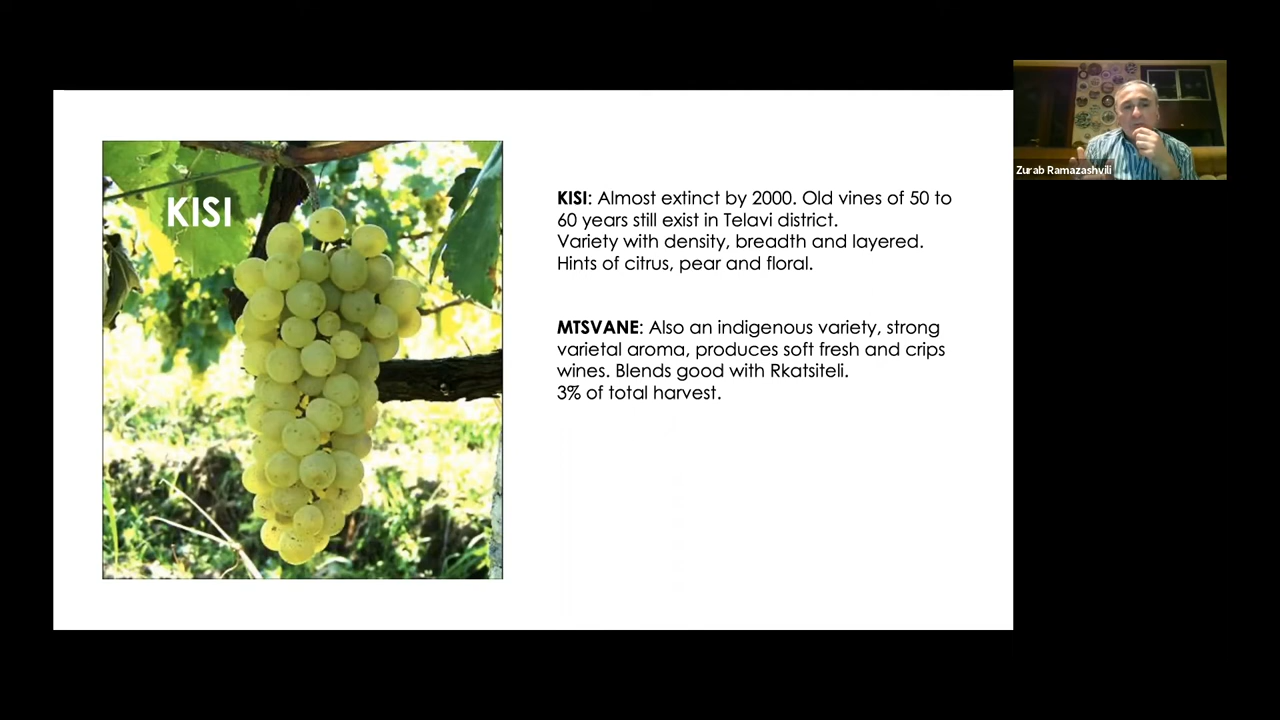 KISI
KISI: Almost extinct by 2000. Old vines of 50 to
60 years still exist in Telavi district.
Variety with density, breadth and layered.
Hints of citrus, pear and floral.
MTSVANE: Also an indigenous variety, strong
varietal aroma, produces soft fresh and crips
wines. Blends good with Rkatsiteli.
3% of total harvest.
Zurab Ramazashvili